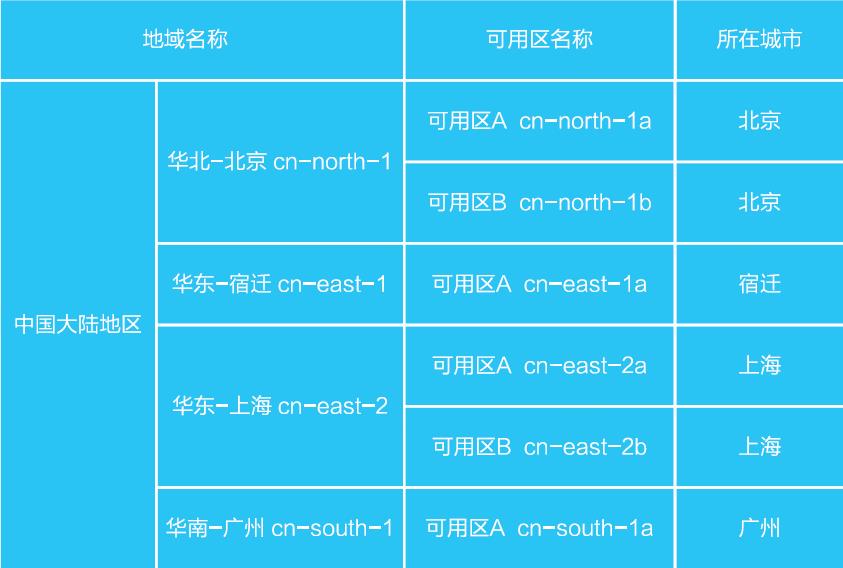 地域名称 可用区名称 所在城市
可用区A cn-north-1a 北京
华北-北京 cn-north-1
可用区B cn-north-1b 北京
华东-宿迁 cn-east-1 可用区A cn-east-1a 宿迁
中国大陆地区
可用区A cn-east-2a 上海
华东-上海 cn-east-2
可用区B cn-east-2b 上海
华南-广州 cn-south-1 可用区A cn-south-1a 广州